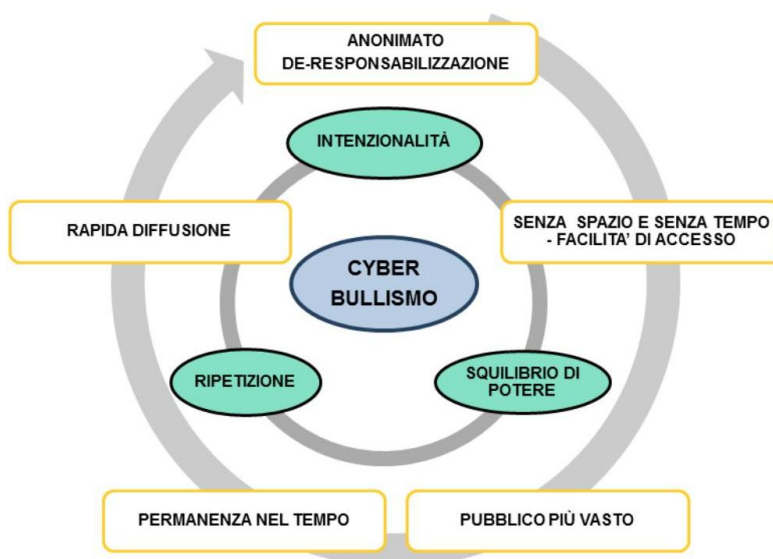 ANONIMATO
DE-RESPONSABILIZZAZIONE
INTENZIONALITÀ
RAPIDA DIFFUSIONE
SENZA SPAZIO E SENZA TEMPO
- FACILITA' DI ACCESSO
CYBER
BULLISMO
RIPETIZIONE
SQUILIBRIO DI
POTERE
PERMANENZA NEL TEMPO
PUBBLICO PIÙ VASTO